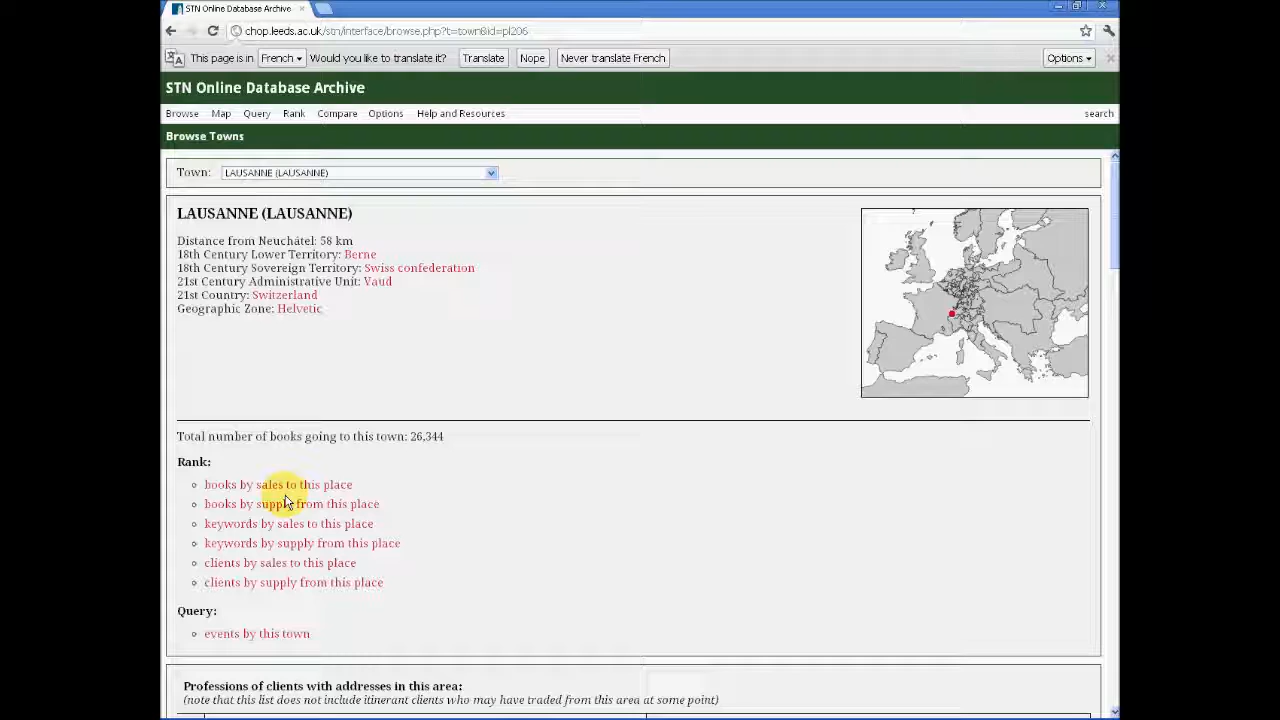 STN Online Database Archive
chop.leeds.ac.uk/stn/interface/browse.php?t=town&id=pl206
This page is in French Would you like to translate it? Translate Nope Never translate French Options
STN Online Database Archive
Browse Map Query Rank Compare Options Help and Resources search
Browse Towns
Town: LAUSANNE (LAUSANNE)
LAUSANNE (LAUSANNE)
Distance from Neuchâtel: 58 km
18th Century Lower Territory: Berne
18th Century Sovereign Territory: Swiss confederation
21st Century Administrative Unit: Vaud
21st Country: Switzerland
Geographic Zone: Helvetic
Total number of books going to this town: 26,344
Rank:
books by sales to this place
books by supply from this place
keywords by sales to this place
keywords by supply from this place
clients by sales to this place
clients by supply from this place
Query:
events by this town
Professions of clients with addresses in this area:
(note that this list does not include itinerant clients who may have traded from this area at some point)